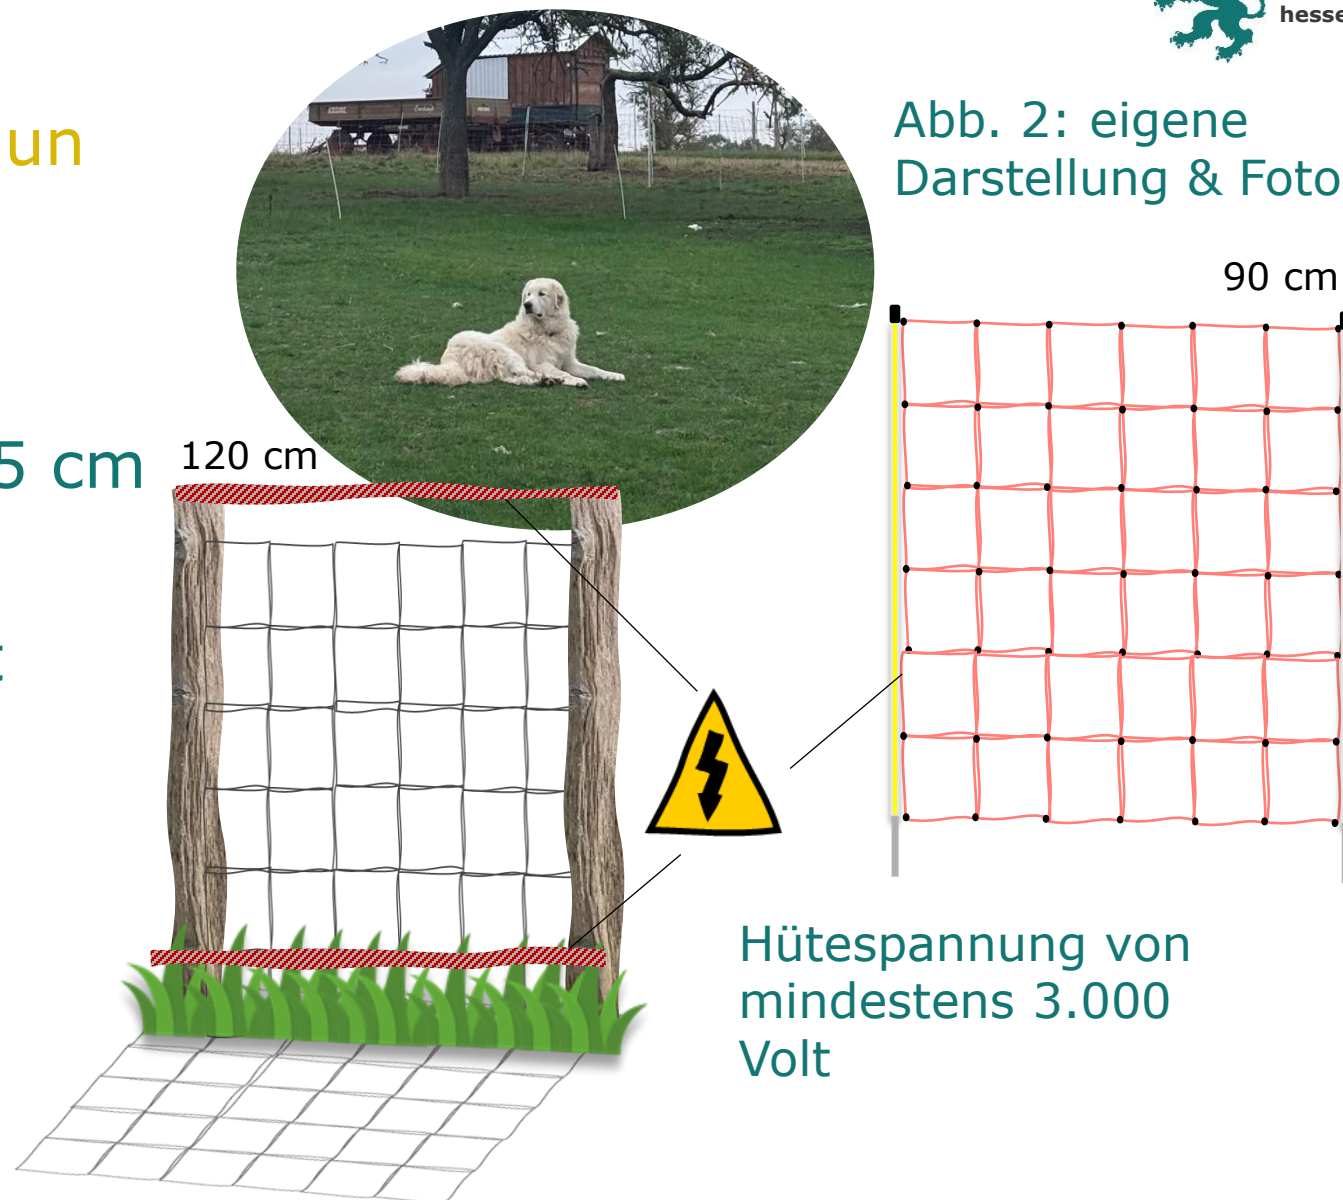 hesse
Abb. 2: eigene
Darstellung & Foto
un
90 cm
5 cm
120 cm
t
Hütespannung von
mindestens 3.000
Volt